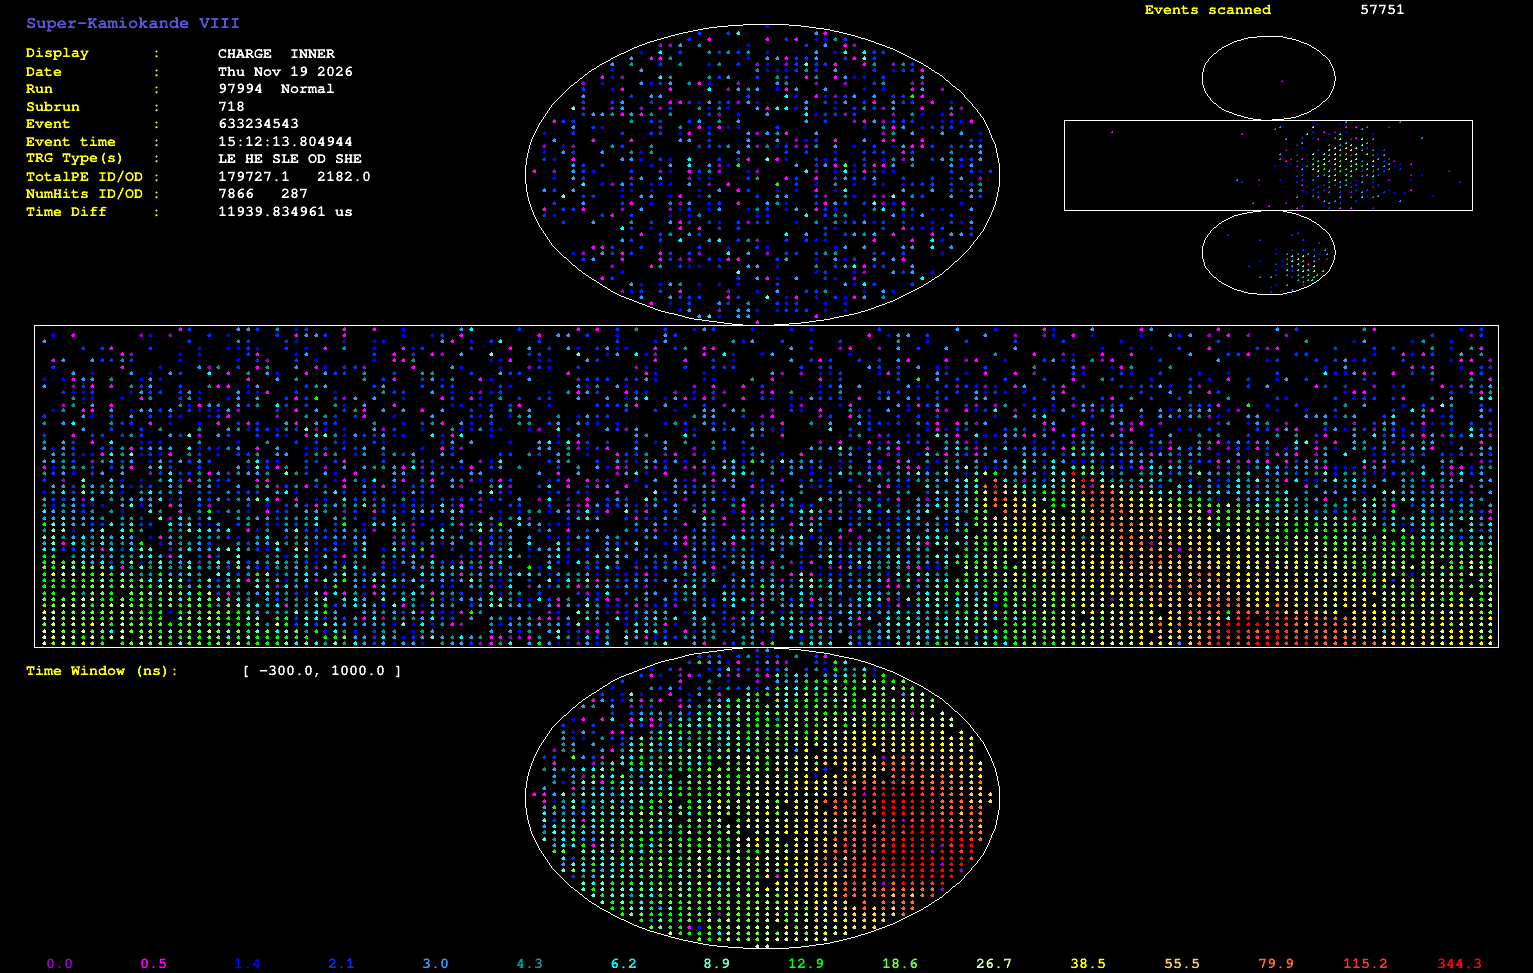 Super-Kamiokande VIII
Events scanned 57751
Display : CHARGE INNER
Date : Thu Nov 19 2026
Run : 97994 Normal
Subrun : 718
Event : 633234543
Event time : 15:12:13.804944
TRG Type(s) : LE HE SLE OD SHE
TotalPE ID/OD : 179727.1 2182.0
NumHits ID/OD : 7866 287
Time Diff : 11939.834961 us
Time Window (ns): [ −300.0, 1000.0 ]
0.0 0.5 1.4 2.1 3.0 4.3 6.2 8.9 12.9 18.6 26.7 38.5 55.5 79.9 115.2 344.3